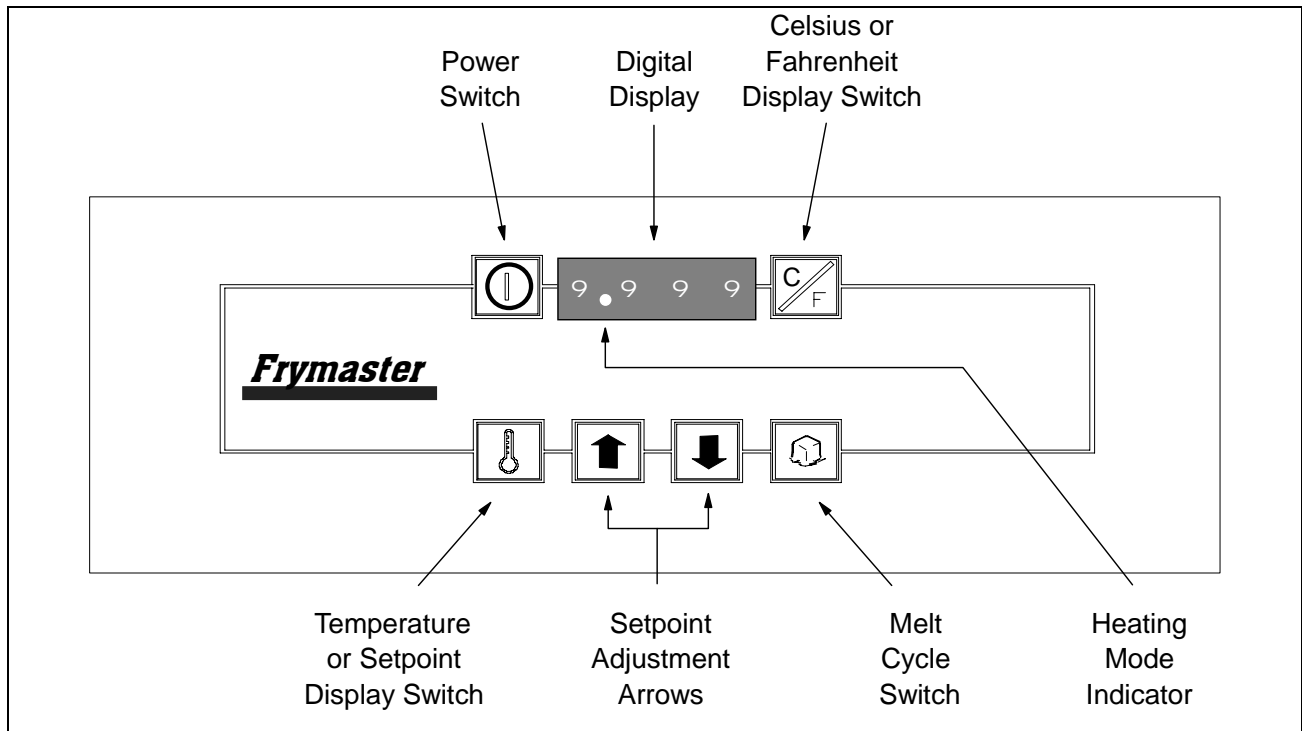 Power
Switch
Digital
Display
Celsius or
Fahrenheit
Display Switch
9.9 9 9
C/F
Frymaster
Temperature
or Setpoint
Display Switch
Setpoint
Adjustment
Arrows
Melt
Cycle
Switch
Heating
Mode
Indicator